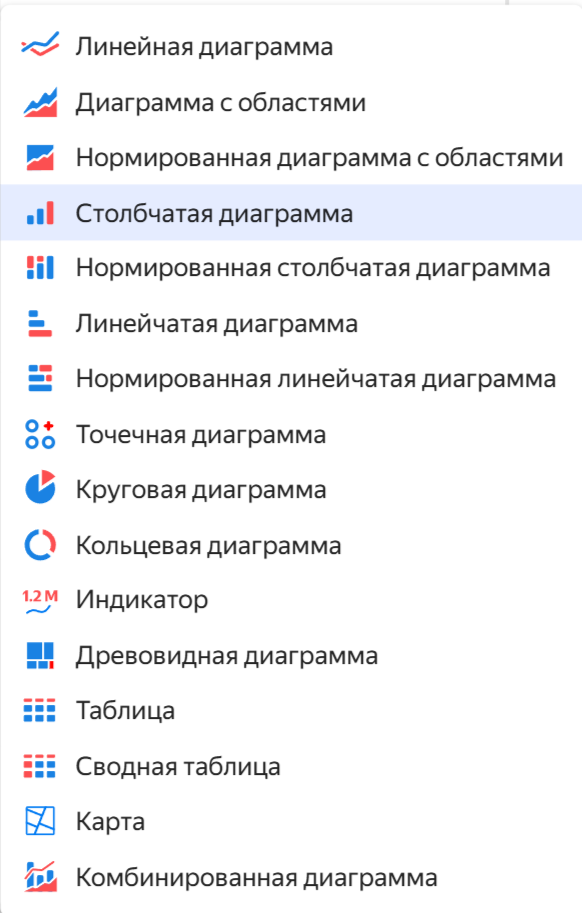 Линейная диаграмма
Диаграмма с областями
Нормированная диаграмма с областями
Столбчатая диаграмма
Нормированная столбчатая диаграмма
Линейчатая диаграмма
Нормированная линейчатая диаграмма
Точечная диаграмма
Круговая диаграмма
Кольцевая диаграмма
1.2 M Индикатор
Древовидная диаграмма
Таблица
Сводная таблица
Карта
Комбинированная диаграмма